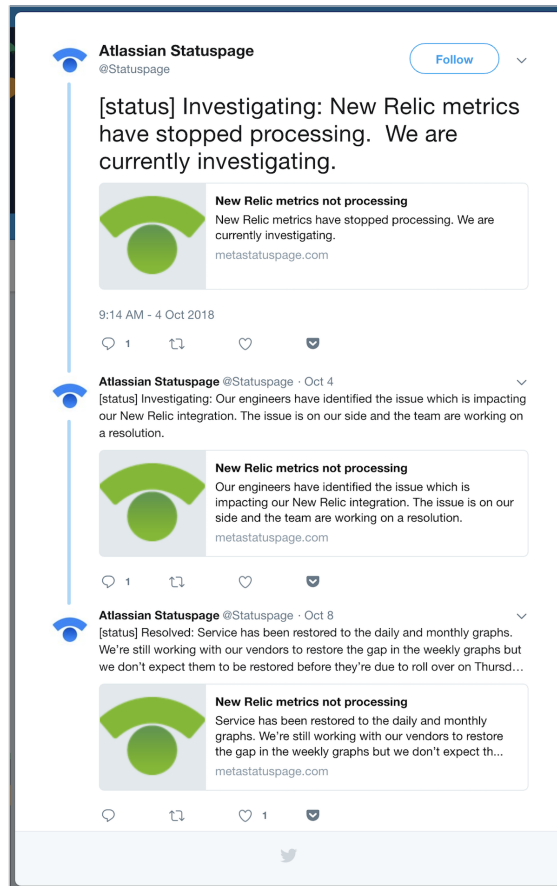 Atlassian Statuspage
@Statuspage
Follow
[status] Investigating: New Relic metrics
have stopped processing.  We are
currently investigating.
New Relic metrics not processing
New Relic metrics have stopped processing. We are
currently investigating.
metastatuspage.com
9:14 AM - 4 Oct 2018
1
Atlassian Statuspage @Statuspage · Oct 4
[status] Investigating: Our engineers have identified the issue which is impacting
our New Relic integration. The issue is on our side and the team are working on
a resolution.
New Relic metrics not processing
Our engineers have identified the issue which is
impacting our New Relic integration. The issue is on our
side and the team are working on a resolution.
metastatuspage.com
1
Atlassian Statuspage @Statuspage · Oct 8
[status] Resolved: Service has been restored to the daily and monthly graphs.
We’re still working with our vendors to restore the gap in the weekly graphs but
we don’t expect them to be restored before they’re due to roll over on Thursd...
New Relic metrics not processing
Service has been restored to the daily and monthly
graphs. We’re still working with our vendors to restore
the gap in the weekly graphs but we don’t expect th...
metastatuspage.com
1